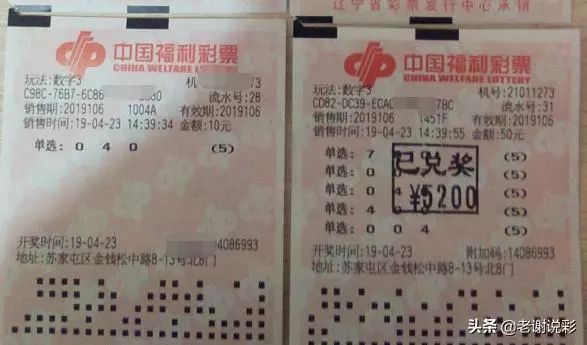 辽宁省彩票发行中心承销
中国福利彩票
CHINA WELFARE LOTTERY
玩法:数字3
机 73
C98C-76B7-6C86
流水号:28
销售期:2019106 1004A 有效期:2019106
销售时间:19-04-23 14:39:34 金额:10元
单选: 0 4 0 (5)
开奖时间:19-04-23
4086993
地址:苏家屯区金钱松中路8-13号北8门
中国福利彩票
CHINA WELFARE LOTTERY
玩法:数字3
机号:21011273
CD82-DC39-ECAC 78C
流水号:31
销售期:2019106 1451F 有效期:2019106
销售时间:19-04-23 14:39:55 金额:50元
单选: 7 (5)
单选: 0 (5)
单选: 0 4 (5)
单选: 4 0 (5)
单选: 0 0 4 (5)
已兑奖
¥5200
开奖时间:19-04-23
附加码:14086993
地址:苏家屯区金钱松中路8-13号北8门
头条 @老谢说彩